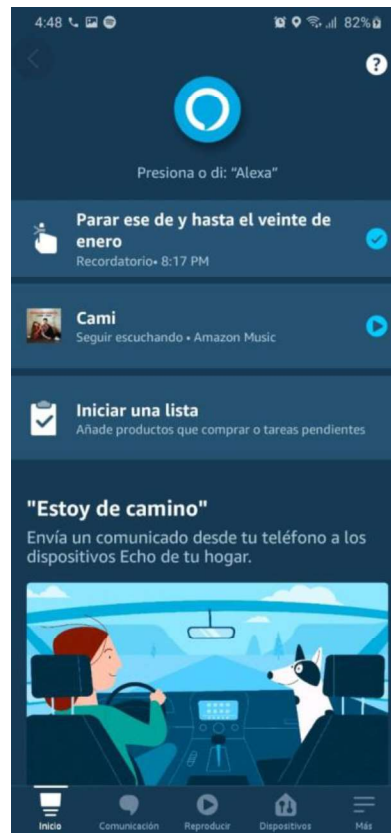 4:48 82%
?
Presiona o di: “Alexa”
Parar ese de y hasta el veinte de
enero
Recordatorio• 8:17 PM
Cami
Seguir escuchando • Amazon Music
Iniciar una lista
Añade productos que comprar o tareas pendientes
"Estoy de camino"
Envía un comunicado desde tu teléfono a los
dispositivos Echo de tu hogar.
Inicio Comunicación Reproducir Dispositivos Más